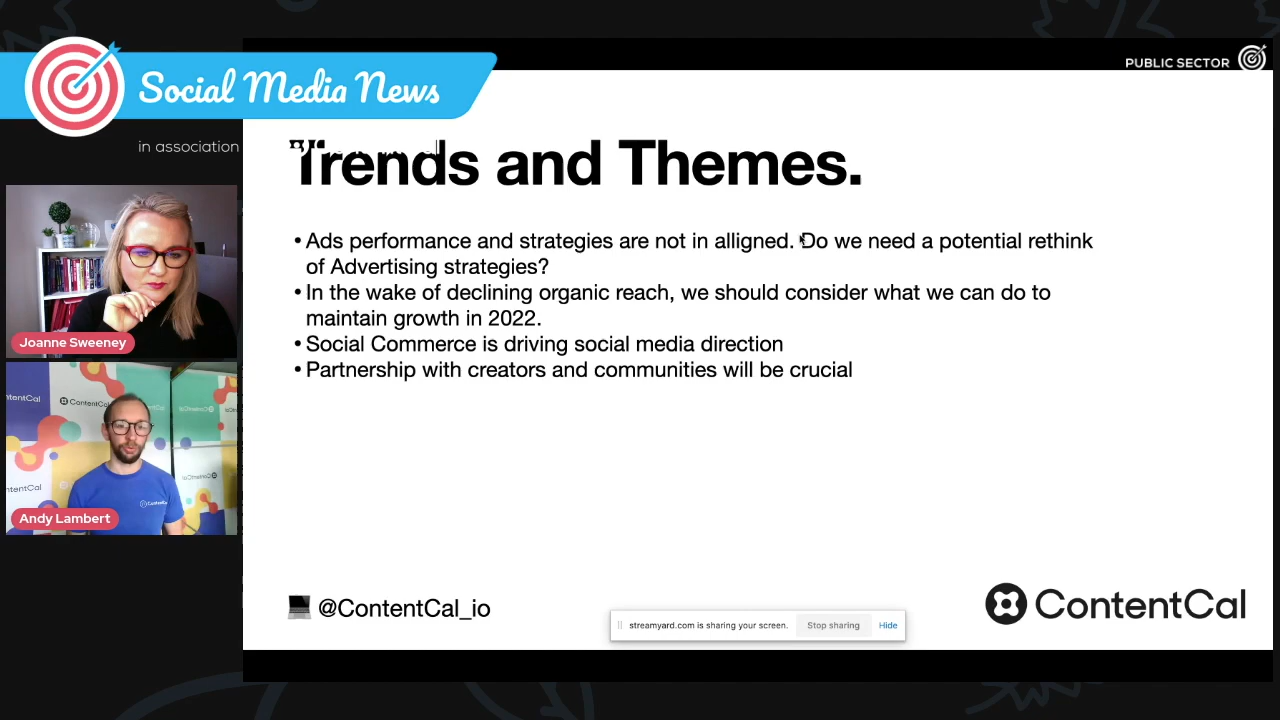 Social Media News
PUBLIC SECTOR
in association
Trends and Themes.
• Ads performance and strategies are not in alligned. Do we need a potential rethink
of Advertising strategies?
• In the wake of declining organic reach, we should consider what we can do to
maintain growth in 2022.
• Social Commerce is driving social media direction
• Partnership with creators and communities will be crucial
Joanne Sweeney
ContentCal
ContentCal
Andy Lambert
@ContentCal_io
streamyard.com is sharing your screen. Stop sharing Hide
ContentCal